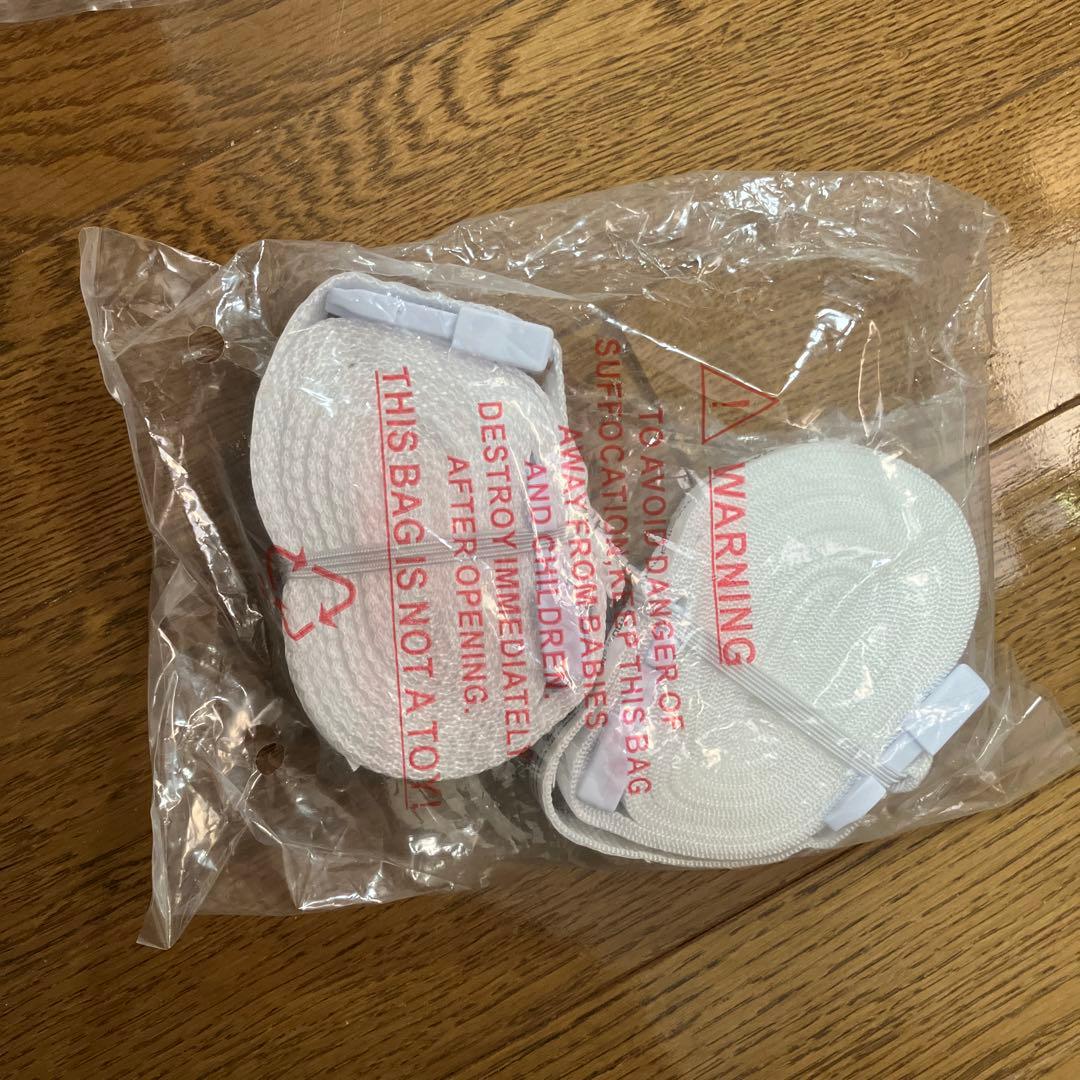 WARNING
TO AVOID DANGER OF
SUFFOCATION, KEEP THIS BAG
AWAY FROM BABIES
AND CHILDREN.
DESTROY IMMEDIATELY
AFTER OPENING.
THIS BAG IS NOT A TOY!